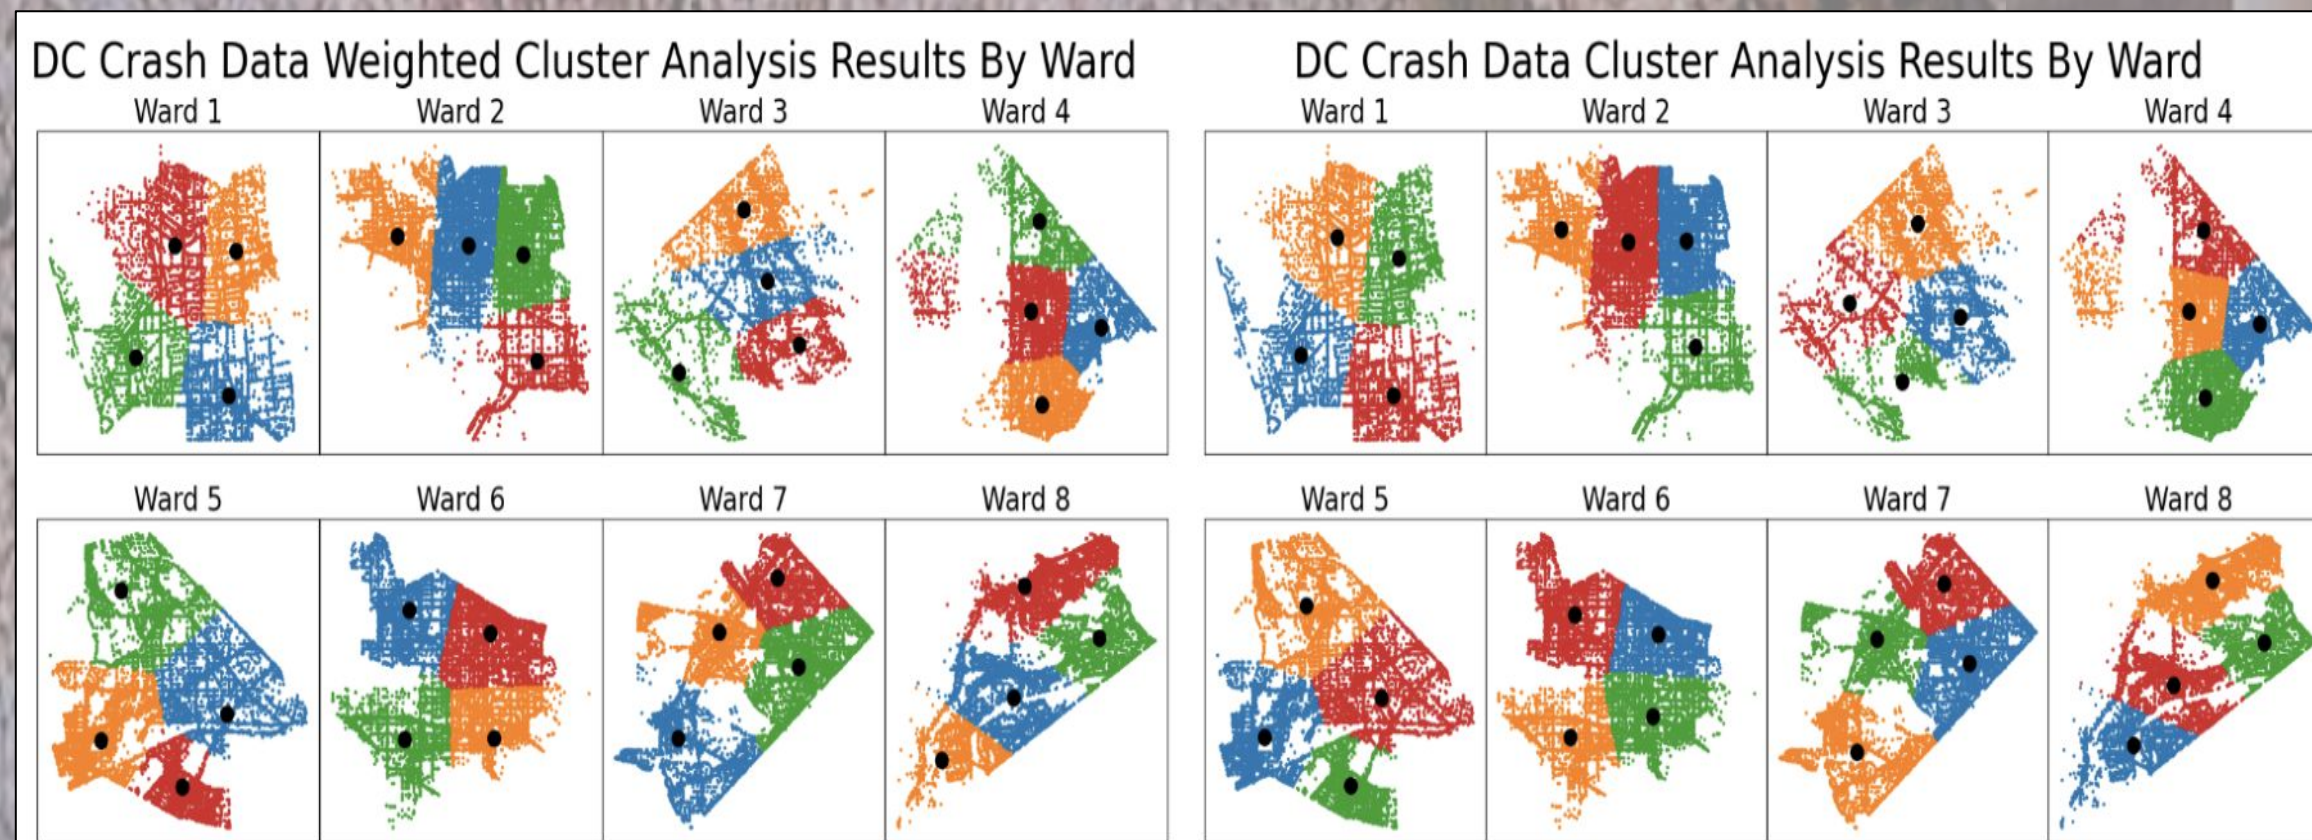 DC Crash Data Weighted Cluster Analysis Results By Ward
Ward 1 Ward 2 Ward 3 Ward 4
Ward 5 Ward 6 Ward 7 Ward 8
DC Crash Data Cluster Analysis Results By Ward
Ward 1 Ward 2 Ward 3 Ward 4
Ward 5 Ward 6 Ward 7 Ward 8